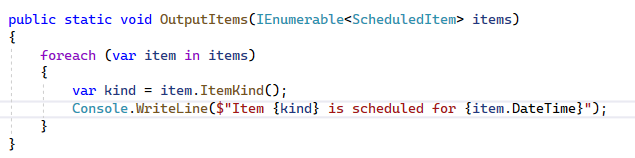 public static void OutputItems(IEnumerable<ScheduledItem> items)
{
    foreach (var item in items)
    {
        var kind = item.ItemKind();
        Console.WriteLine($"Item {kind} is scheduled for {item.DateTime}");
    }
}